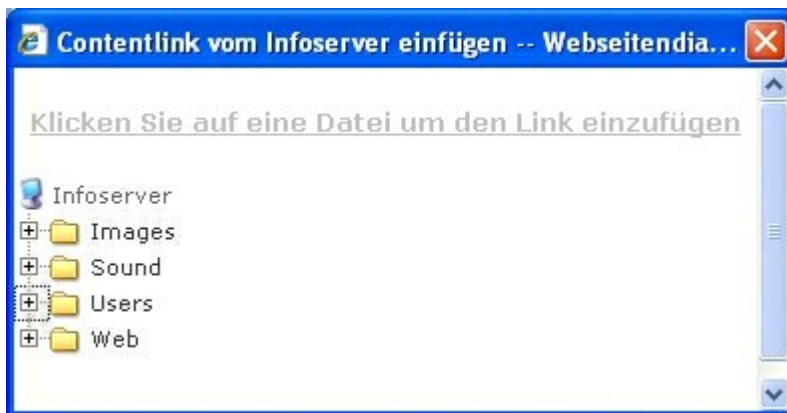 Contentlink vom Infoserver einfügen -- Webseitendia...
Klicken Sie auf eine Datei um den Link einzufügen
Infoserver
Images
Sound
Users
Web